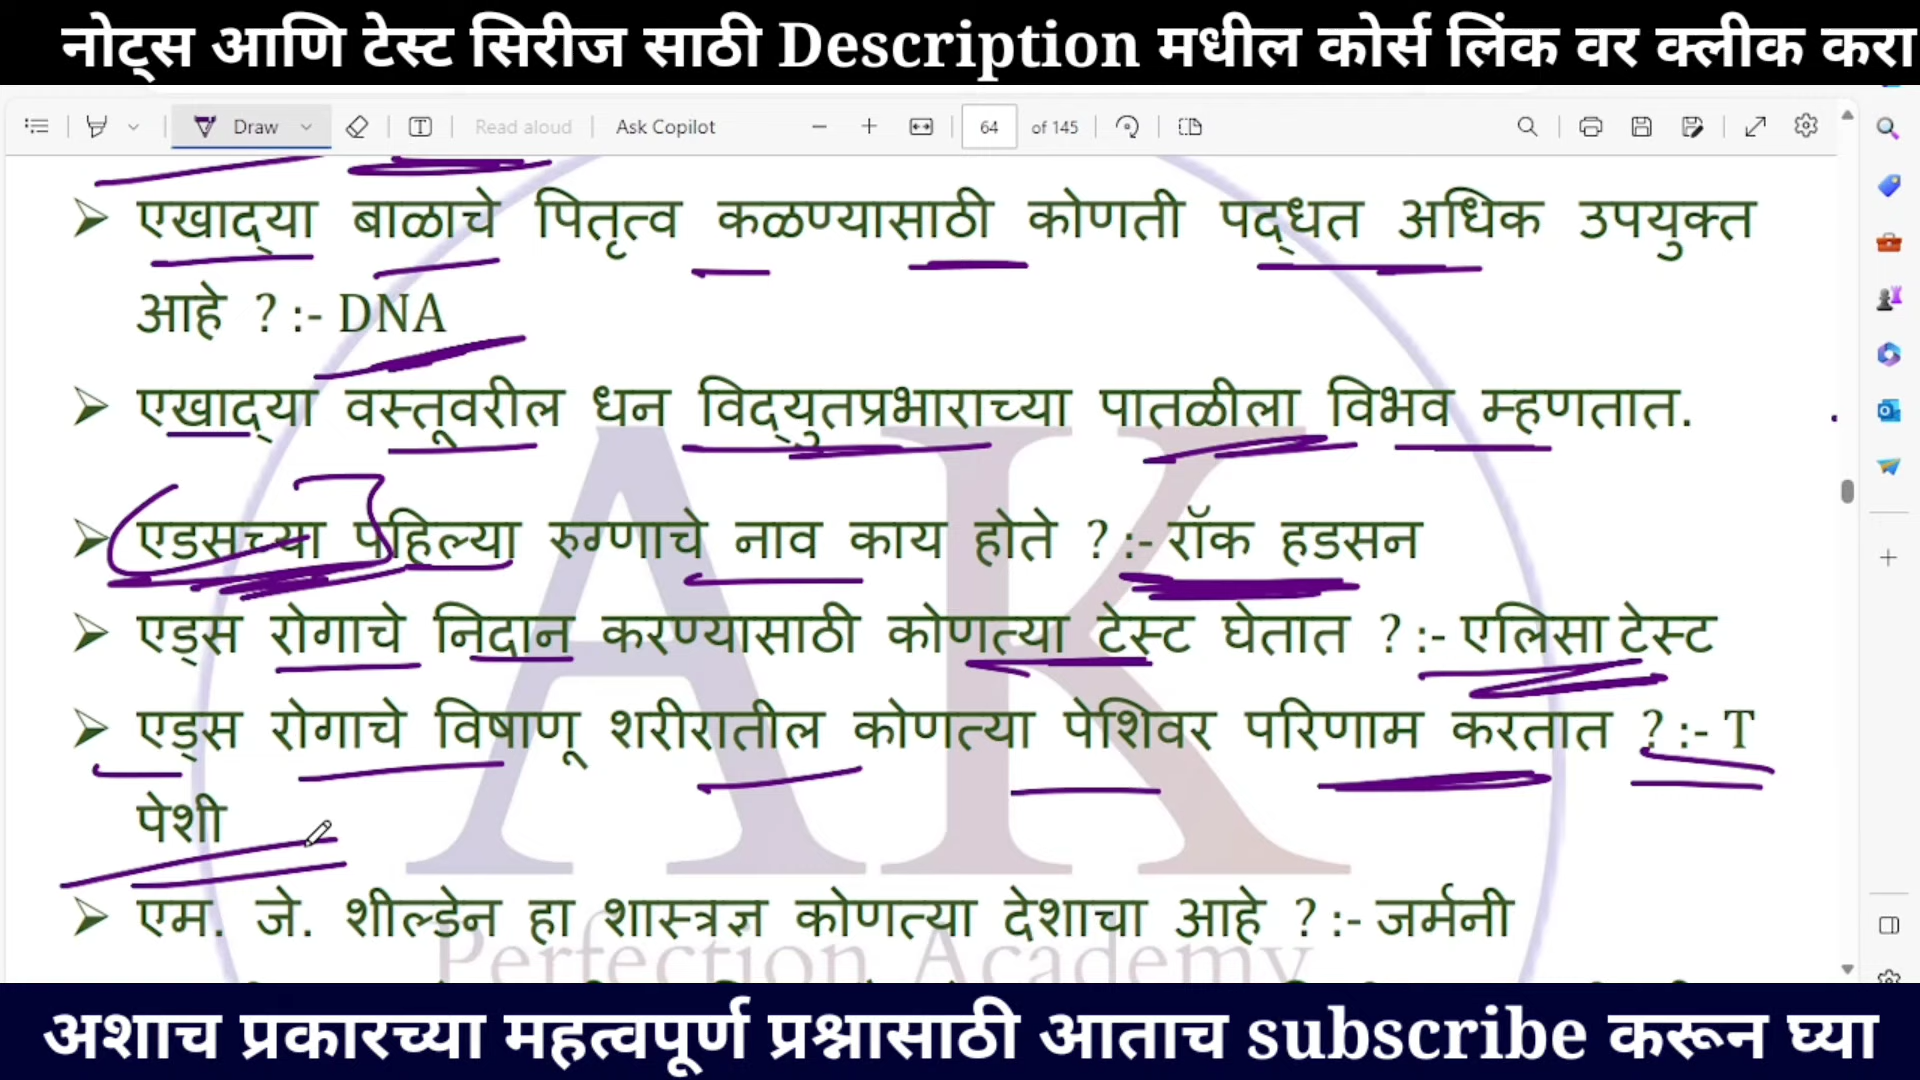 नोट्स आणि टेस्ट सिरीज साठी Description मधील कोर्स लिंक वर क्लीक करा
Draw Read aloud Ask Copilot 64 of 145
एखाद्या बाळाचे पितृत्व कळण्यासाठी कोणती पद्धत अधिक उपयुक्त
आहे ? :- DNA
एखाद्या वस्तूवरील धन विद्युतप्रभाराच्या पातळीला विभव म्हणतात.
एडसच्या पहिल्या रुग्णाचे नाव काय होते ? :- रॉक हडसन
एड्स रोगाचे निदान करण्यासाठी कोणत्या टेस्ट घेतात ? :- एलिसा टेस्ट
एड्स रोगाचे विषाणू शरीरातील कोणत्या पेशिवर परिणाम करतात ? :- T
पेशी
एम. जे. शील्डेन हा शास्त्रज्ञ कोणत्या देशाचा आहे ? :- जर्मनी
AK
Perfection Academy
अशाच प्रकारच्या महत्वपूर्ण प्रश्नासाठी आताच subscribe करून घ्या